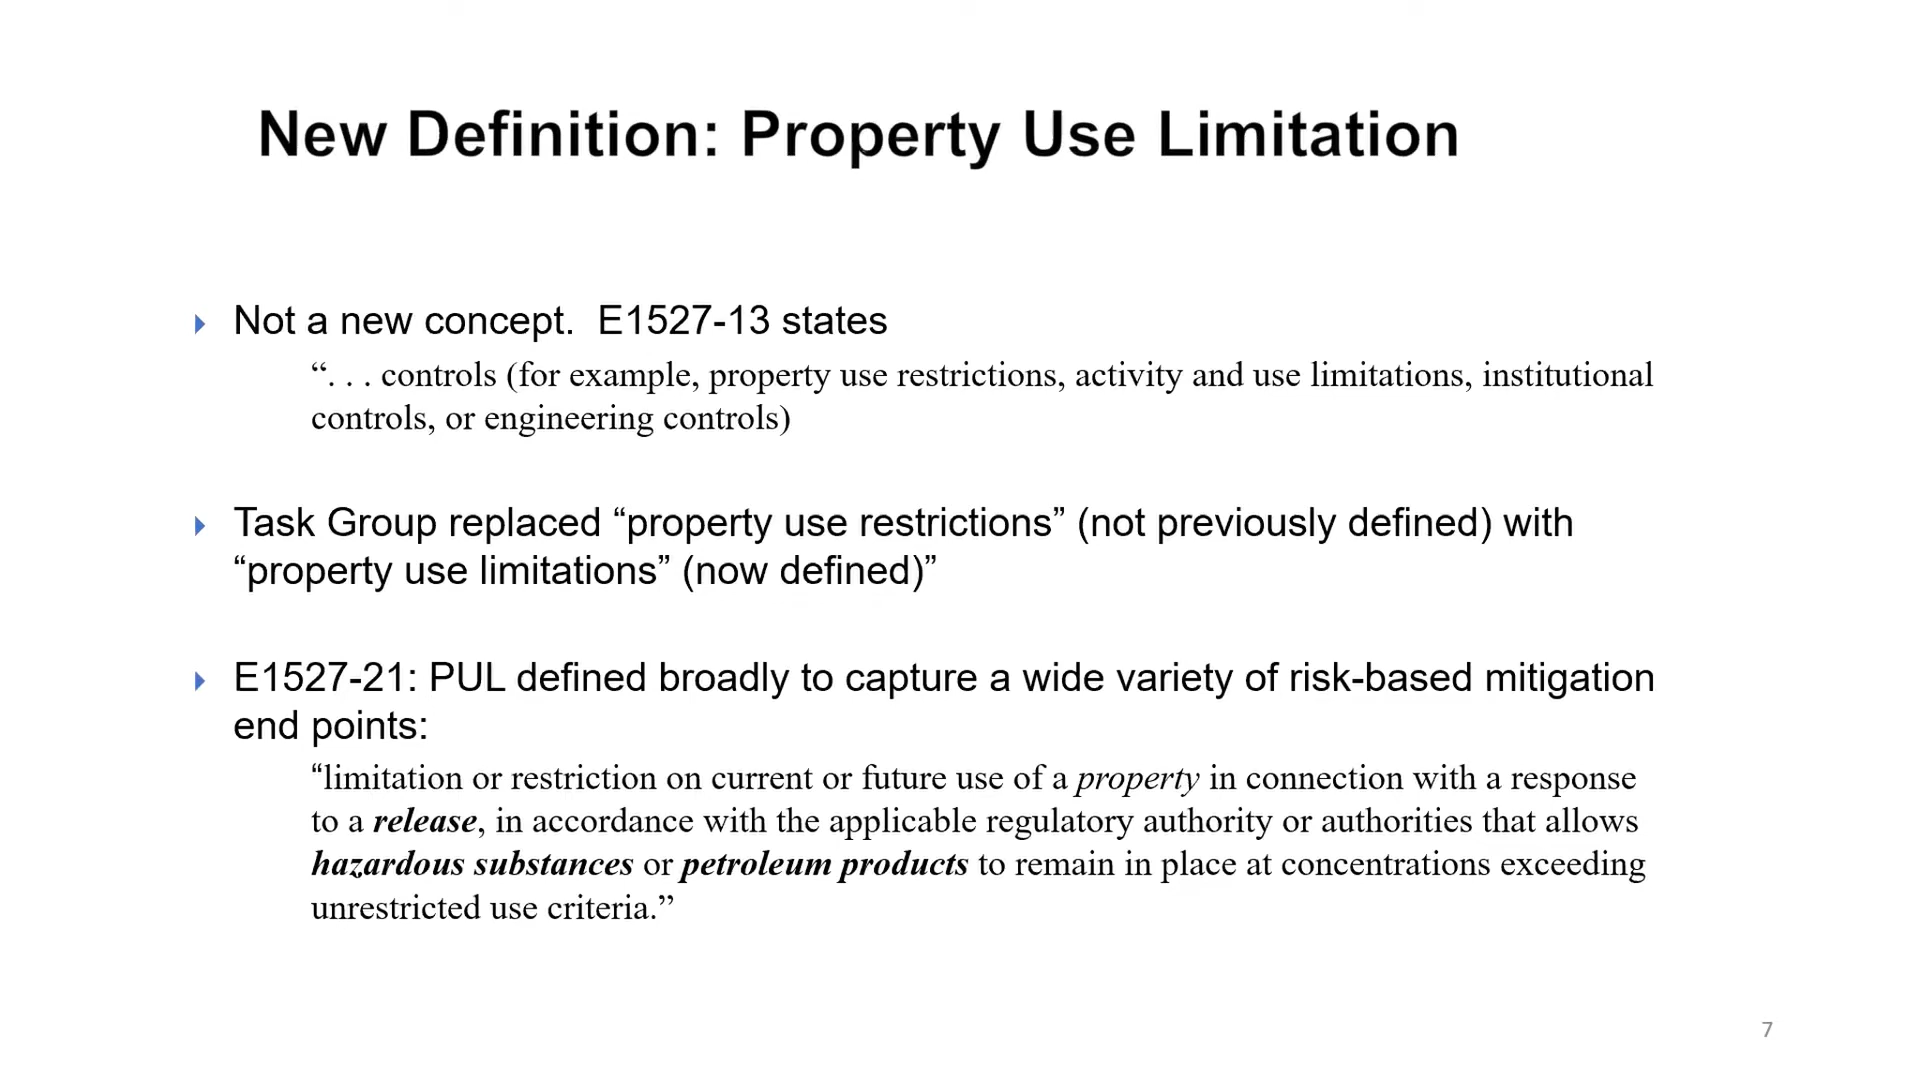 New Definition: Property Use Limitation
Not a new concept.  E1527-13 states
“. . . controls (for example, property use restrictions, activity and use limitations, institutional
controls, or engineering controls)
Task Group replaced “property use restrictions” (not previously defined) with
“property use limitations” (now defined)”
E1527-21: PUL defined broadly to capture a wide variety of risk-based mitigation
end points:
“limitation or restriction on current or future use of a property in connection with a response
to a release, in accordance with the applicable regulatory authority or authorities that allows
hazardous substances or petroleum products to remain in place at concentrations exceeding
unrestricted use criteria.”
7